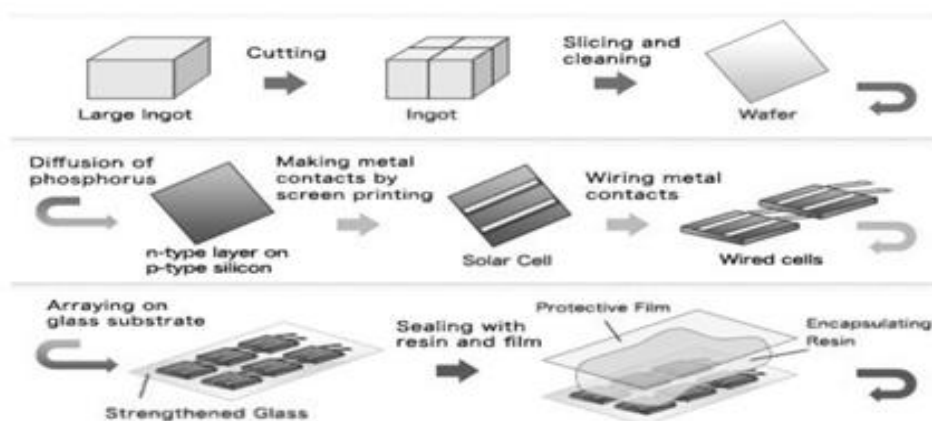 Cutting
Slicing and
cleaning
Large Ingot
Ingot
Wafer
Diffusion of
phosphorus
Making metal
contacts by
screen printing
Wiring metal
contacts
n-type layer on
p-type silicon
Solar Cell
Wired cells
Arraying on
glass substrate
Sealing with
resin and film
Protective Film
Encapsulating
Resin
Strengthened Glass